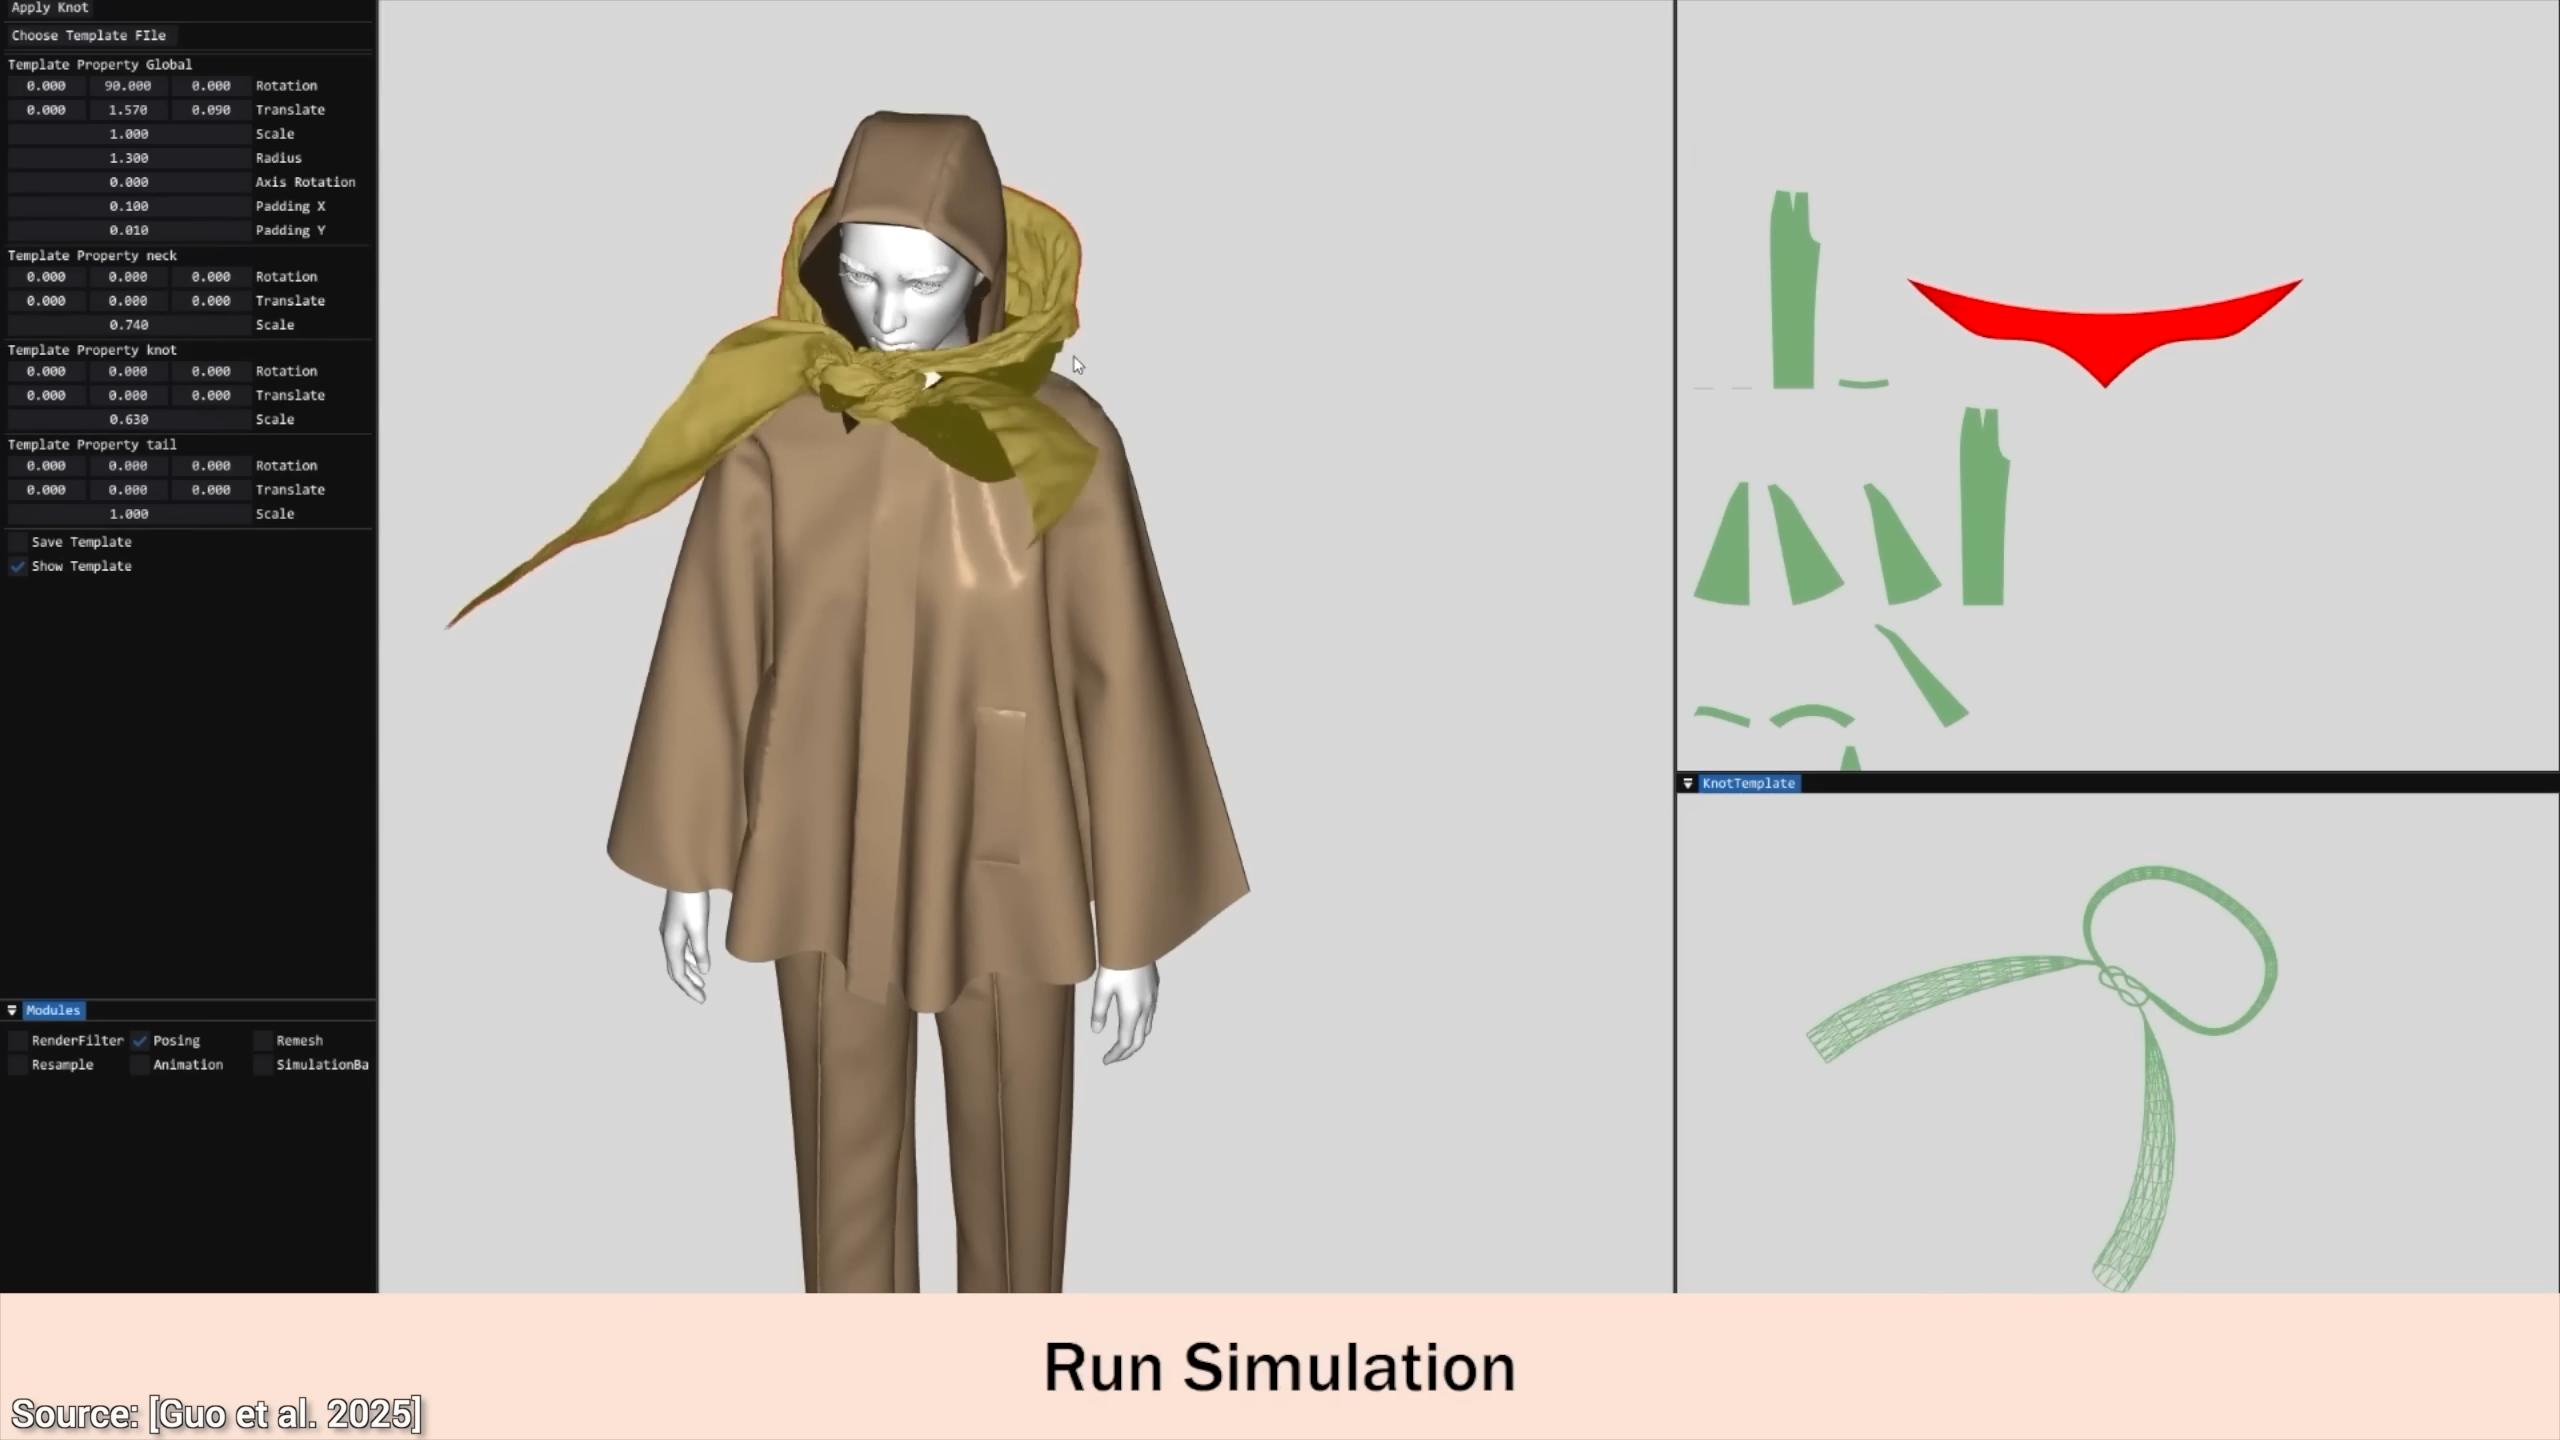 Apply Knot
Choose Template FIle
Template Property Global
0.000 90.000 0.000 Rotation
0.000 1.570 0.090 Translate
1.000 Scale
1.300 Radius
0.000 Axis Rotation
0.100 Padding X
0.010 Padding Y
Template Property neck
0.000 0.000 0.000 Rotation
0.000 0.000 0.000 Translate
0.740 Scale
Template Property knot
0.000 0.000 0.000 Rotation
0.000 0.000 0.000 Translate
0.630 Scale
Template Property tail
0.000 0.000 0.000 Rotation
0.000 0.000 0.000 Translate
1.000 Scale
Save Template
Show Template
Modules
RenderFilter Posing Remesh
Resample Animation SimulationBa
KnotTemplate
Run Simulation
Source: [Guo et al. 2025]